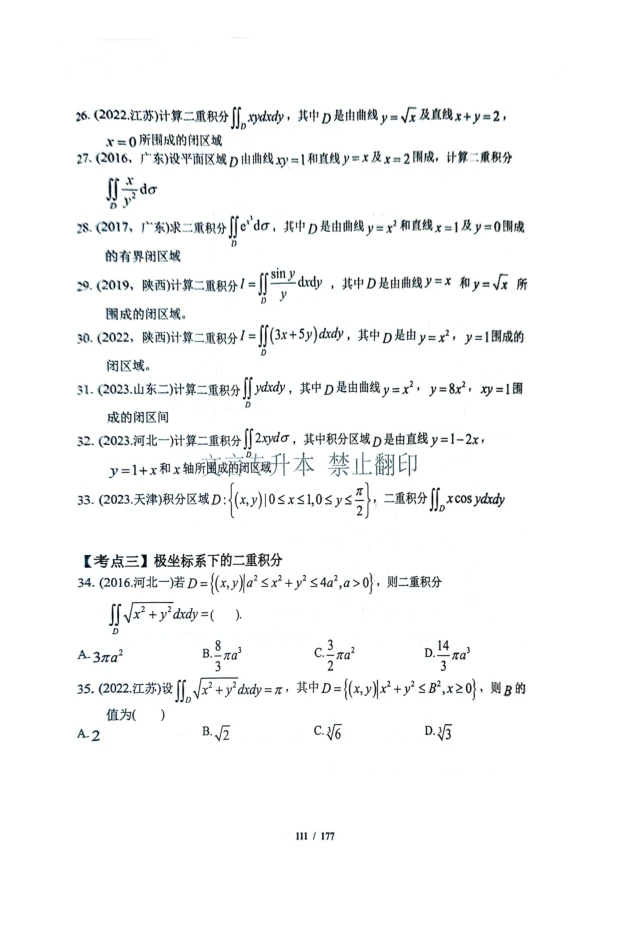 26. (2022.江苏)计算二重积分∬_D xydxdy，其中D是由曲线y=√x及直线x+y=2，
x=0所围成的闭区域
27. (2016、广东)设平面区域D由曲线xy=1和直线y=x及x=2围成，计算二重积分
∬_D x/y² dσ
28. (2017、广东)求二重积分∬_D e^(x³)dσ，其中D是由曲线y=x²和直线x=1及y=0围成
的有界闭区域
29. (2019，陕西)计算二重积分I=∬_D (sin y)/y dxdy，其中D是由曲线y=x 和y=√x 所
围成的闭区域。
30. (2022，陕西)计算二重积分I=∬_D (3x+5y)dxdy，其中D是由y=x²，y=1围成的
闭区域。
31. (2023.山东二)计算二重积分∬_D ydxdy，其中D是由曲线y=x²，y=8x²，xy=1围
成的闭区间
32. (2023.河北一)计算二重积分∬_D 2xydσ，其中积分区域D是由直线y=1-2x，
y=1+x和x轴所围成的闭区域
专升本 禁止翻印
33. (2023.天津)积分区域D:{(x,y)|0≤x≤1,0≤y≤π/2}，二重积分∬_D xcos ydxdy
【考点三】极坐标系下的二重积分
34. (2016.河北一)若D={(x,y)|a²≤x²+y²≤4a²,a>0}，则二重积分
∬_D √(x²+y²)dxdy=( ).
A. 3πa² B. 8/3 πa³ C. 3/2 πa² D. 14/3 πa³
35. (2022.江苏)设∬_D √(x²+y²)dxdy=π，其中D={(x,y)|x²+y²≤B²,x≥0}，则B的
值为( )
A. 2 B. √2 C. ³√6 D. ³√3
111 / 177